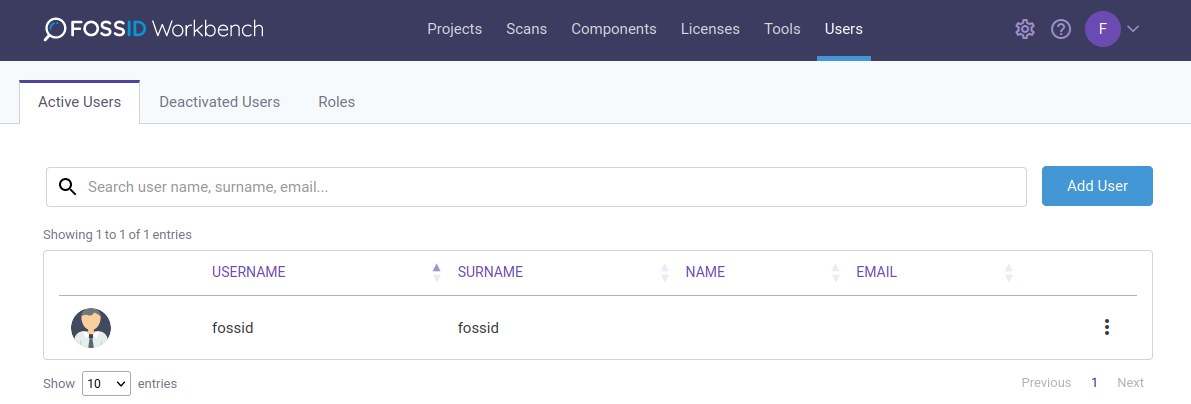 FOSSID Workbench Projects Scans Components Licenses Tools Users F
Active Users Deactivated Users Roles
Search user name, surname, email... Add User
Showing 1 to 1 of 1 entries
USERNAME SURNAME NAME EMAIL
fossid fossid
Show 10 entries Previous 1 Next